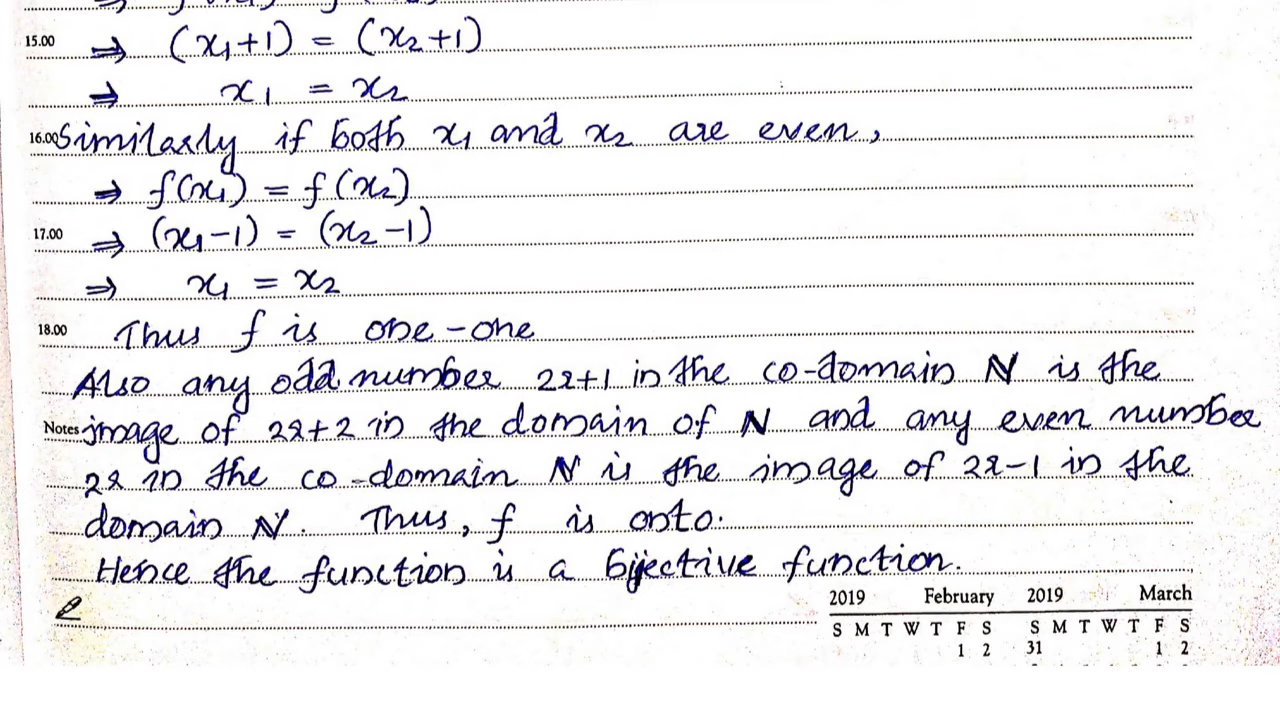 15.00 ⇒ (x₁+1) = (x₂+1)
⇒ x₁ = x₂
16.00 Similarly if both x₁ and x₂ are even,
⇒ f(x₁) = f(x₂)
17.00 ⇒ (x₁-1) = (x₂-1)
⇒ x₁ = x₂
18.00 Thus f is one-one
Also any odd number 2r+1 in the co-domain N is the
Notes image of 2r+2 in the domain of N and any even number
2r in the co-domain N is the image of 2r-1 in the
domain N. Thus, f is onto.
Hence the function is a bijective function.
2019 February 2019 March
S M T W T F S S M T W T F S
1 2 31 1 2